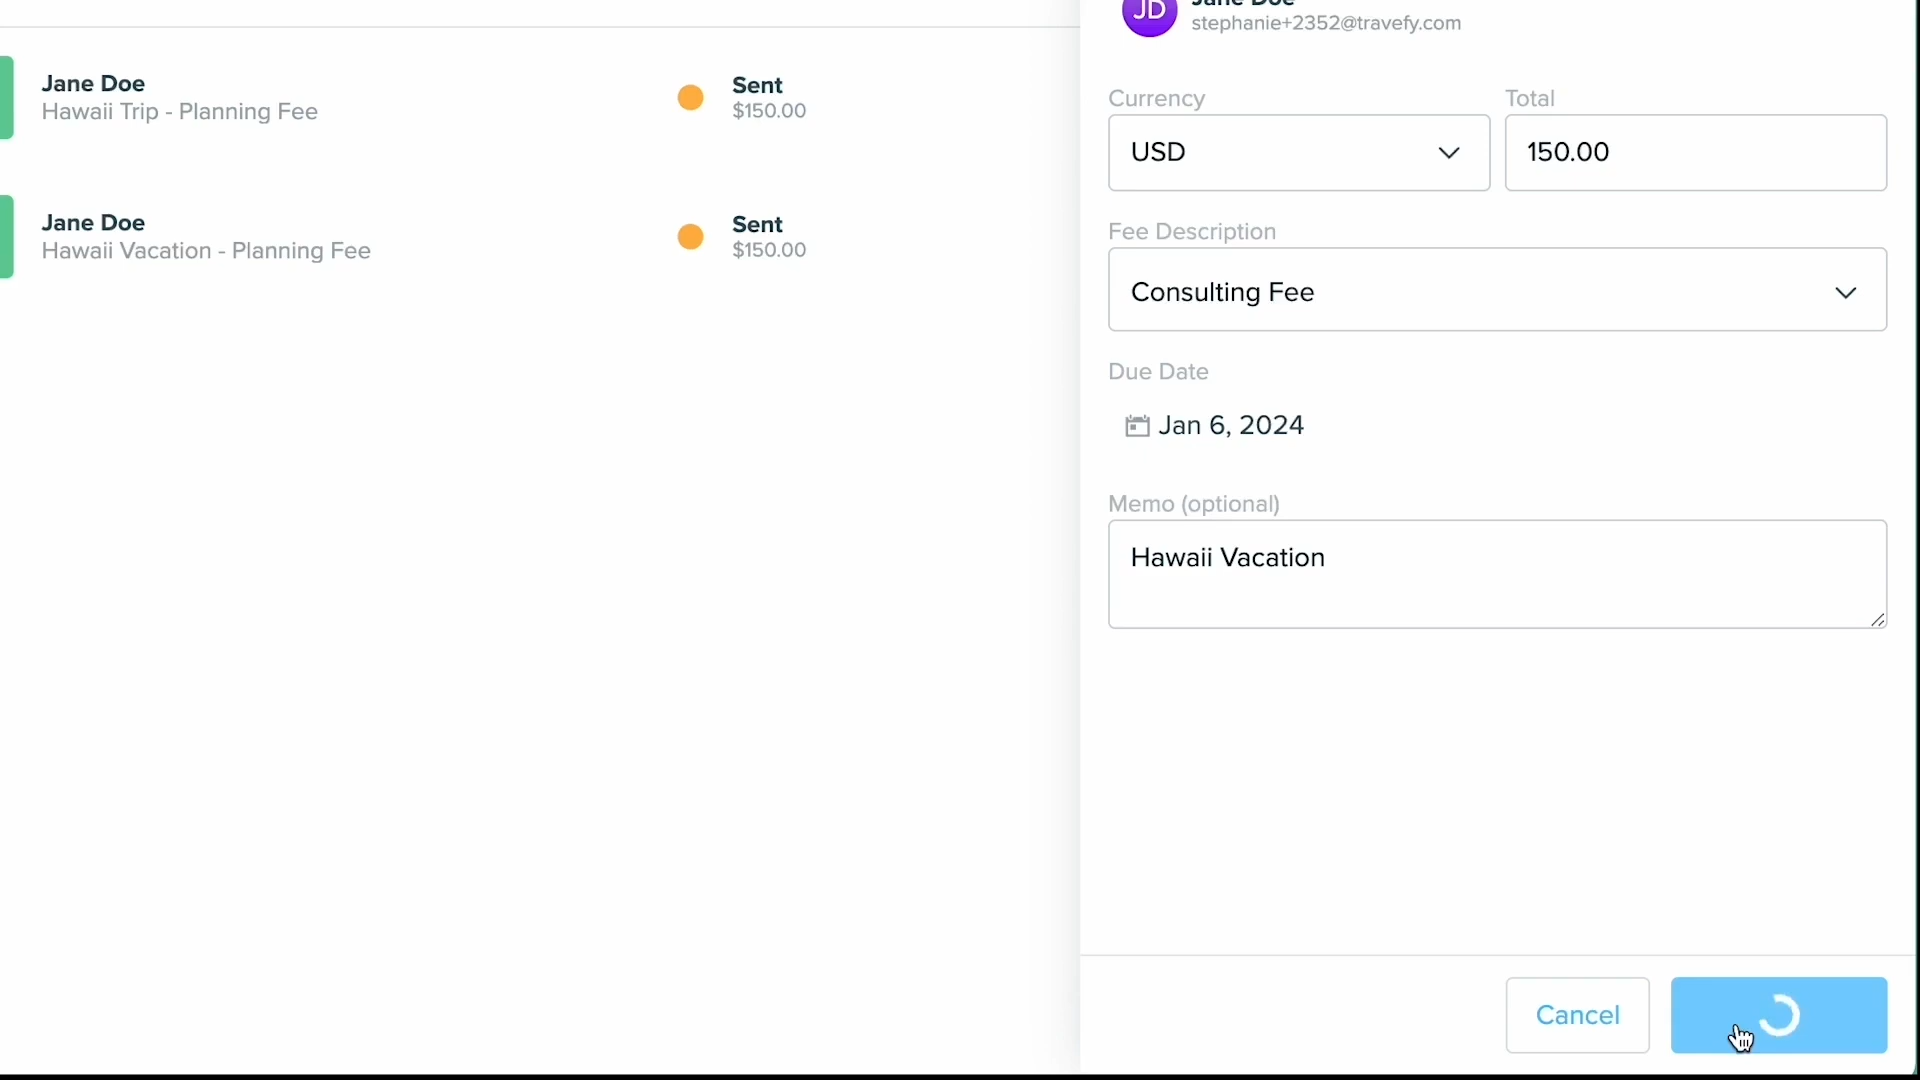 Jane Doe
Hawaii Trip - Planning Fee
Sent
$150.00
Jane Doe
Hawaii Vacation - Planning Fee
Sent
$150.00
JD
Jane Doe
stephanie+2352@travefy.com
Currency
USD
Total
150.00
Fee Description
Consulting Fee
Due Date
Jan 6, 2024
Memo (optional)
Hawaii Vacation
Cancel